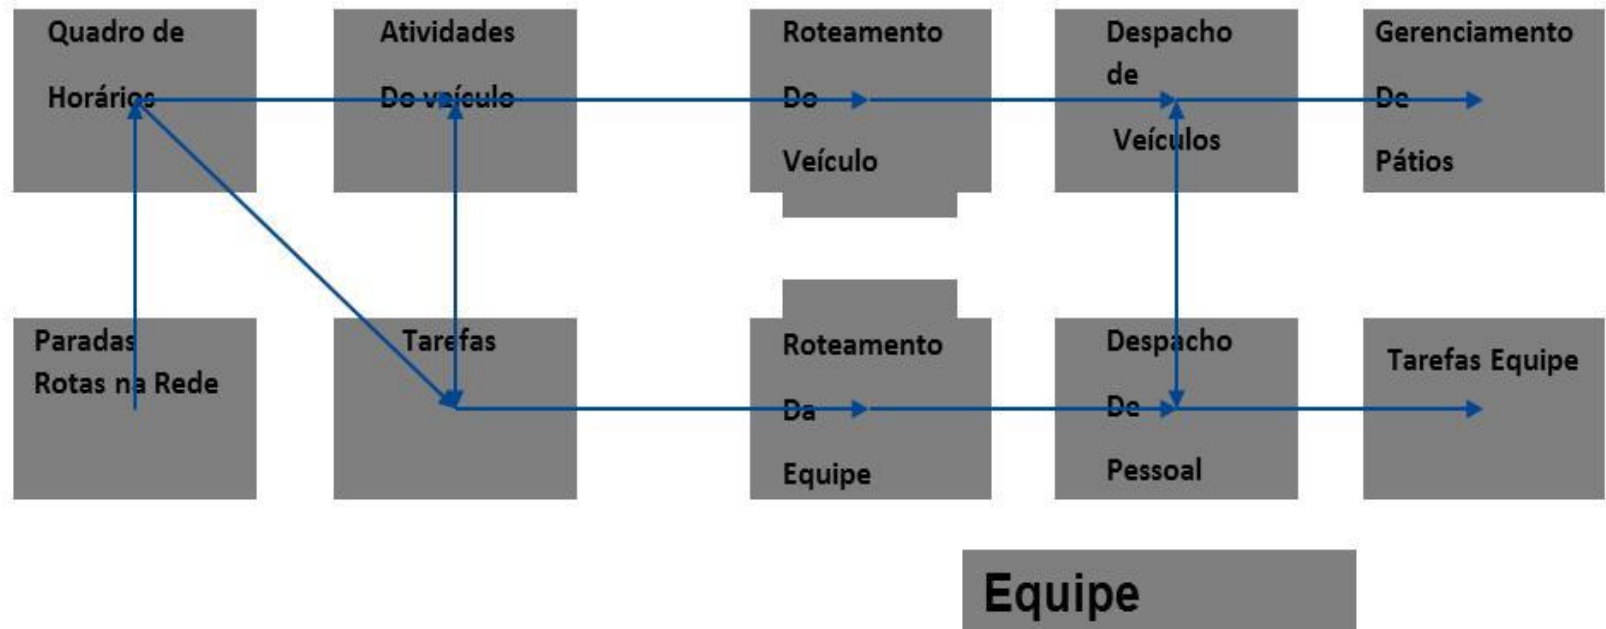 Quadro de
Horários
Atividades
Do veículo
Roteamento
Do
Veículo
Despacho
de
Veículos
Gerenciamento
De
Pátios
Paradas
Rotas na Rede
Tarefas
Roteamento
Da
Equipe
Despacho
De
Pessoal
Tarefas Equipe
Equipe